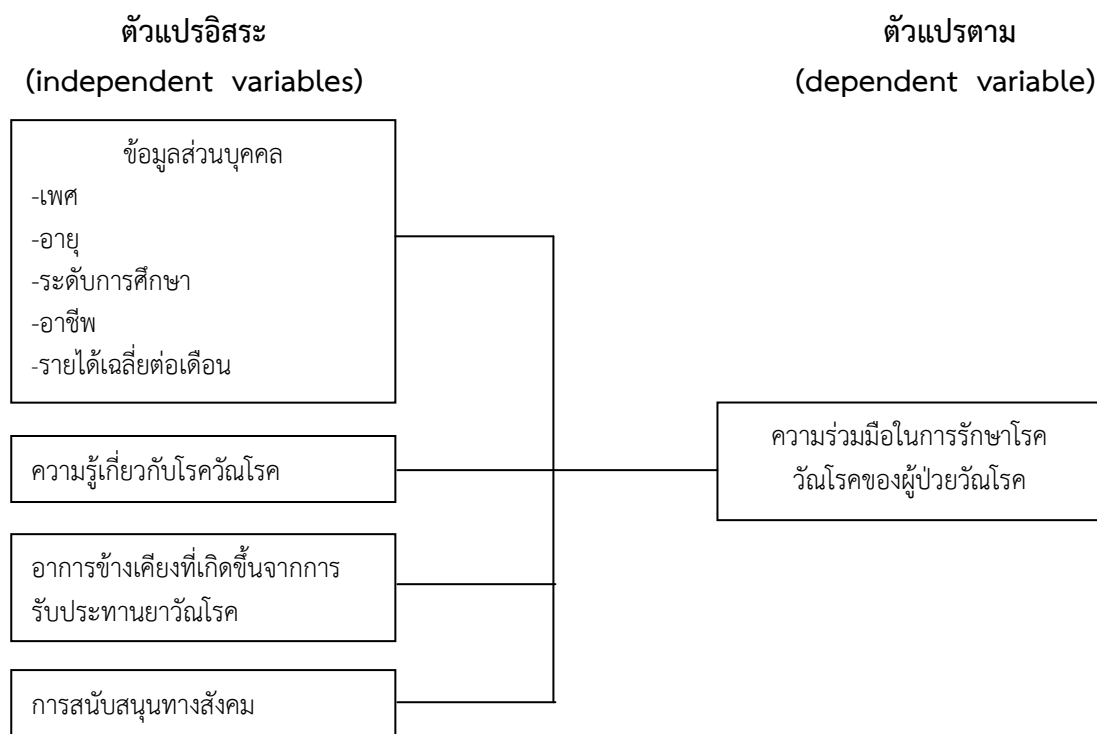 ตัวแปรอิสระ
(independent variables)
ตัวแปรตาม
(dependent variable)
ข้อมูลส่วนบุคคล
-เพศ
-อายุ
-ระดับการศึกษา
-อาชีพ
-รายได้เฉลี่ยต่อเดือน
ความรู้เกี่ยวกับโรควัณโรค
อาการข้างเคียงที่เกิดขึ้นจากการ
รับประทานยาวัณโรค
การสนับสนุนทางสังคม
ความร่วมมือในการรักษาโรค
วัณโรคของผู้ป่วยวัณโรค